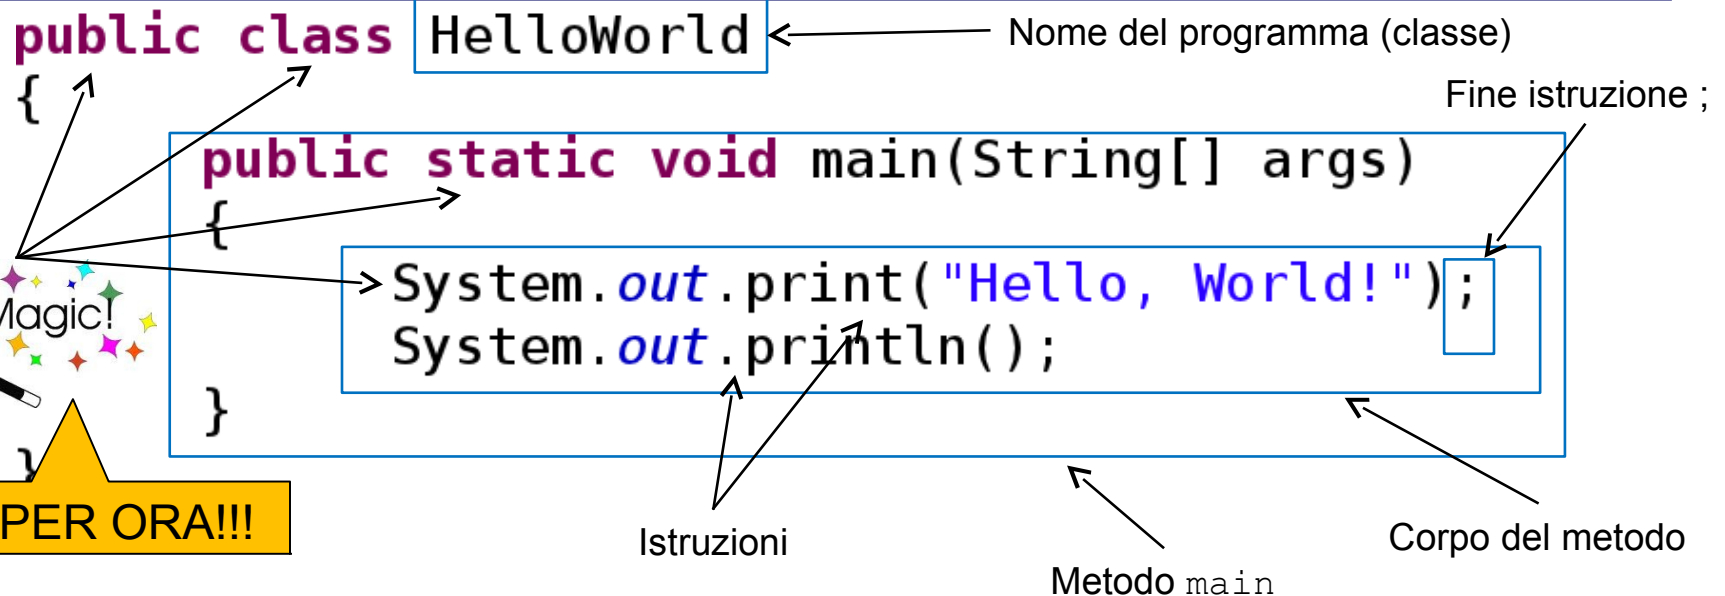 public class HelloWorld
Nome del programma (classe)
{
Fine istruzione ;
public static void main(String[] args)
{
System.out.print("Hello, World!");
Magic!
System.out.println();
}
}
PER ORA!!!
Istruzioni
Corpo del metodo
Metodo main